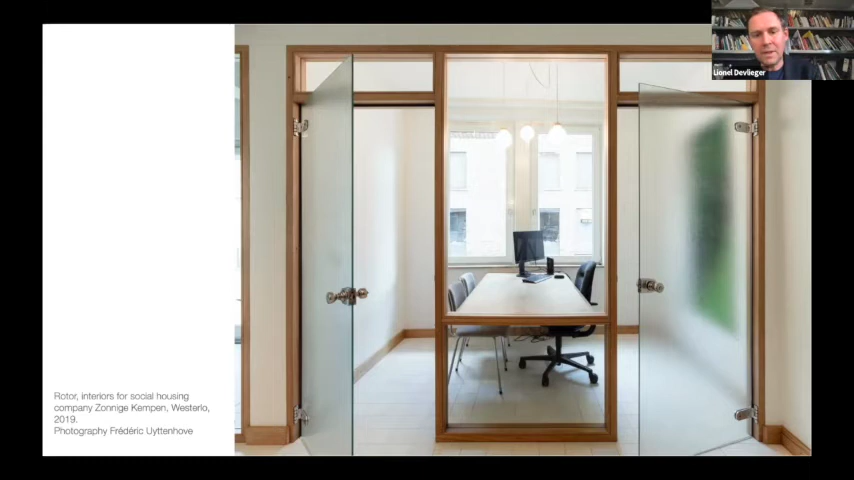 Lionel Devlieger
Rotor, interiors for social housing
company Zonnige Kempen, Westerlo,
2019.
Photography Frédéric Uyttenhove